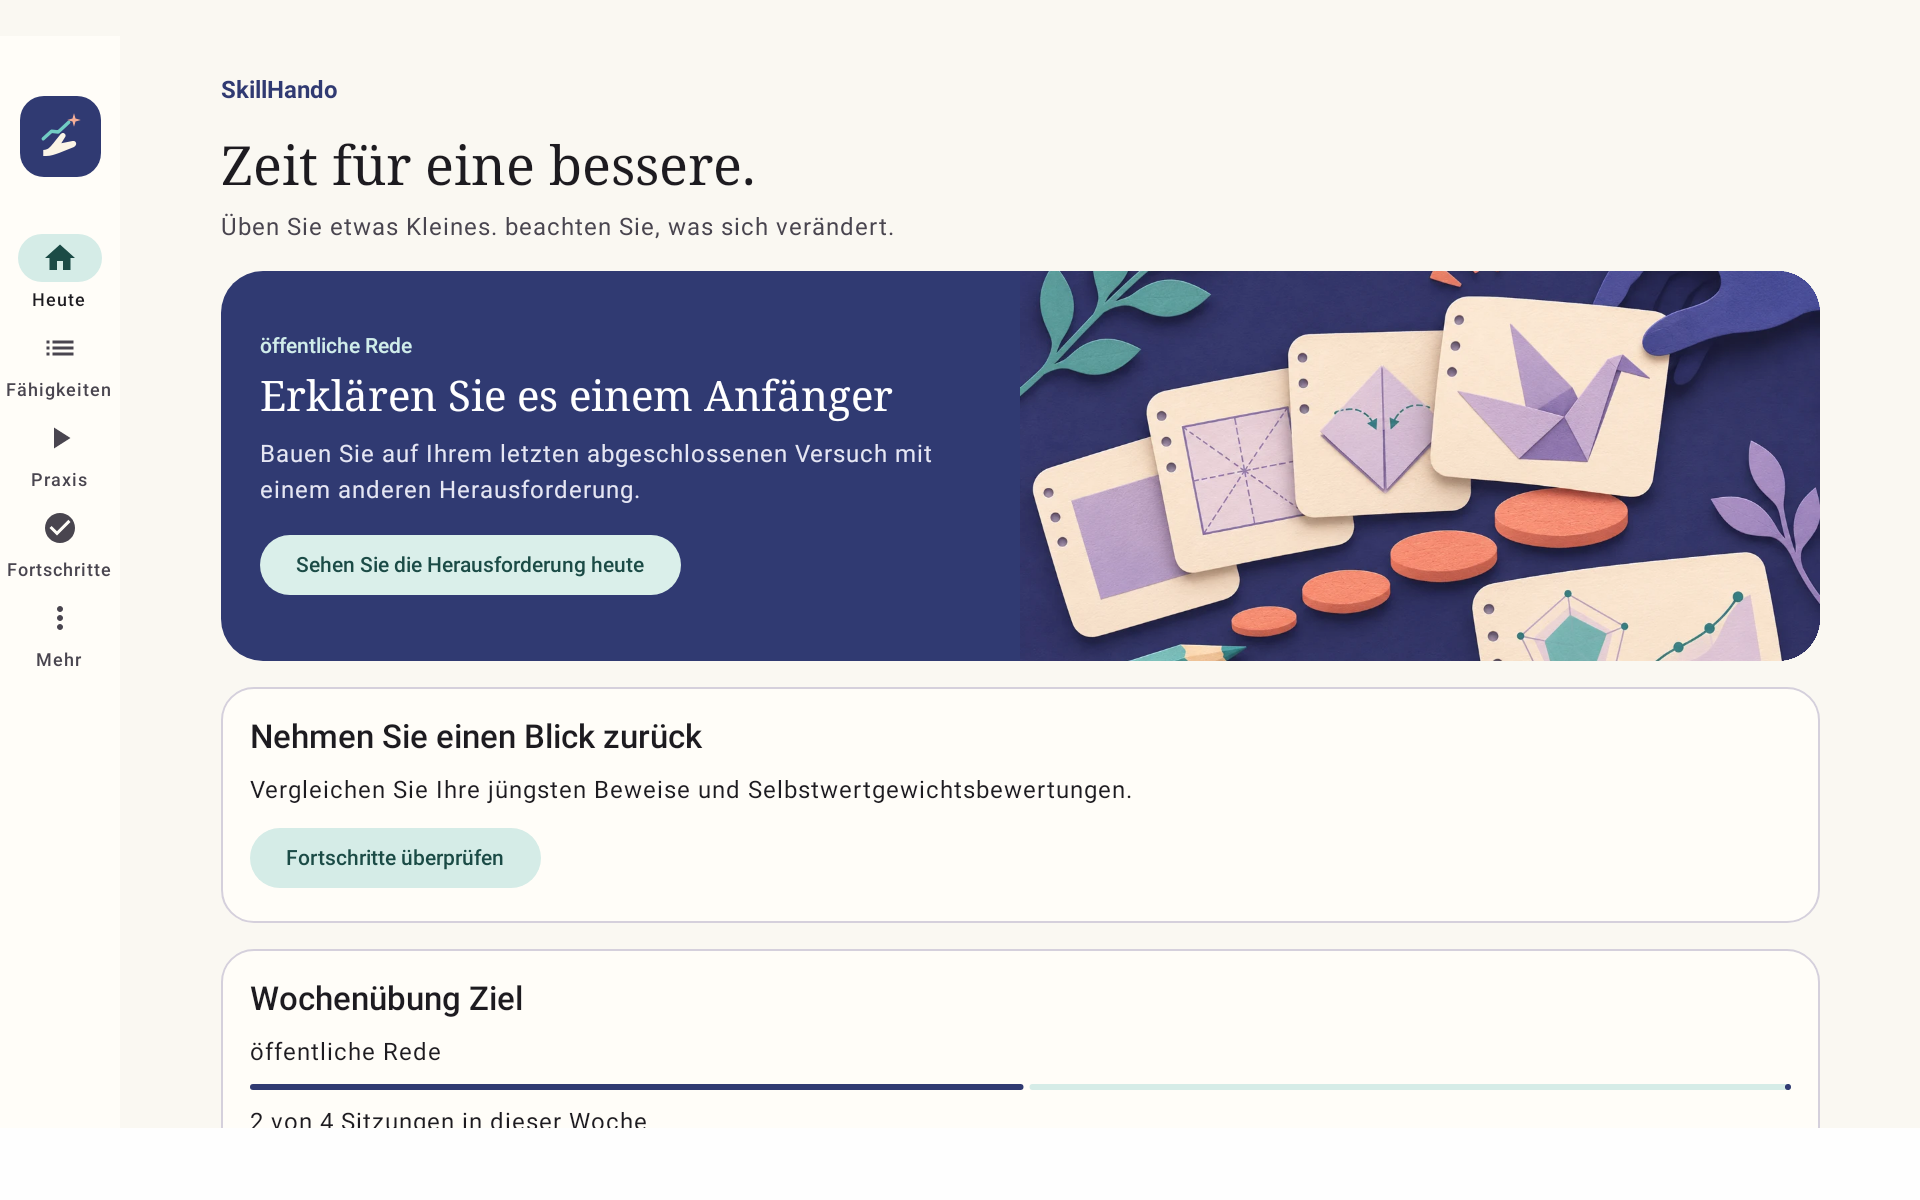 SkillHando
Zeit für eine bessere.
Üben Sie etwas Kleines. beachten Sie, was sich verändert.
Heute
Fähigkeiten
Praxis
Fortschritte
Mehr
öffentliche Rede
Erklären Sie es einem Anfänger
Bauen Sie auf Ihrem letzten abgeschlossenen Versuch mit
einem anderen Herausforderung.
Sehen Sie die Herausforderung heute
Nehmen Sie einen Blick zurück
Vergleichen Sie Ihre jüngsten Beweise und Selbstwertgewichtsbewertungen.
Fortschritte überprüfen
Wochenübung Ziel
öffentliche Rede
2 von 4 Sitzungen in dieser Woche